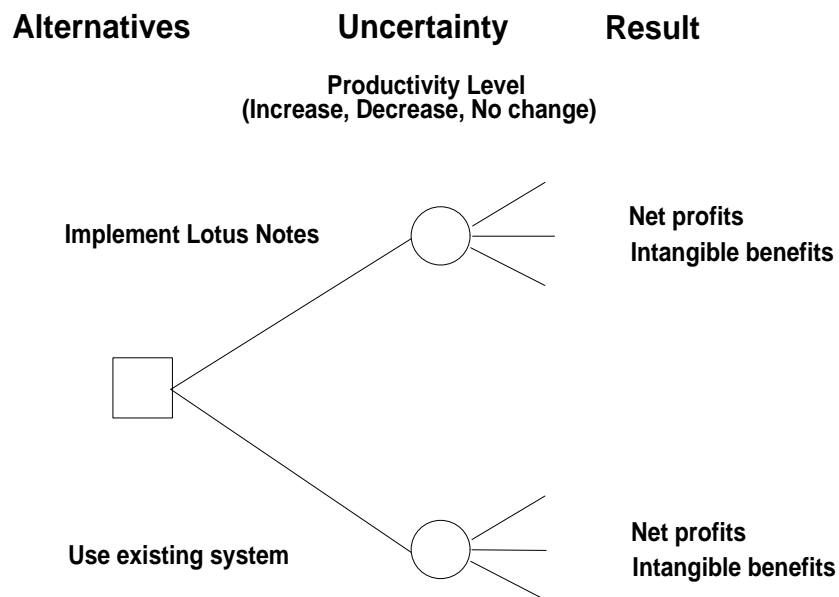 Alternatives Uncertainty Result
Productivity Level
(Increase, Decrease, No change)
Implement Lotus Notes
Net profits
Intangible benefits
Use existing system
Net profits
Intangible benefits